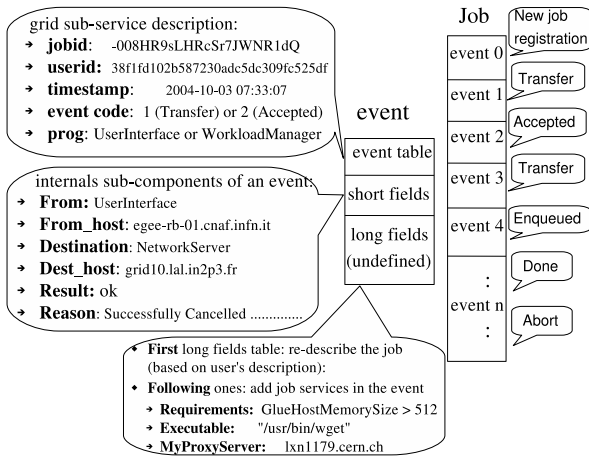 grid sub-service description:
➔ jobid: -008HR9sLHRcSr7JWNR1dQ
➔ userid: 38f1fd102b587230adc5dc309fc525df
➔ timestamp: 2004-10-03 07:33:07
➔ event code: 1 (Transfer) or 2 (Accepted)
➔ prog: UserInterface or WorkloadManager
internals sub-components of an event:
➔ From: UserInterface
➔ From_host: egee-rb-01.cnaf.infn.it
➔ Destination: NetworkServer
➔ Dest_host: grid10.lal.in2p3.fr
➔ Result: ok
➔ Reason: Successfully Cancelled ..............
event
event table
short fields
long fields
(undefined)
• First long fields table: re-describe the job
(based on user's description):
• Following ones: add job services in the event
➔ Requirements: GlueHostMemorySize > 512
➔ Executable: "/usr/bin/wget"
➔ MyProxyServer: lxn1179.cern.ch
Job
event 0
event 1
event 2
event 3
event 4
:
event n
:
New job
registration
Transfer
Accepted
Transfer
Enqueued
Done
Abort